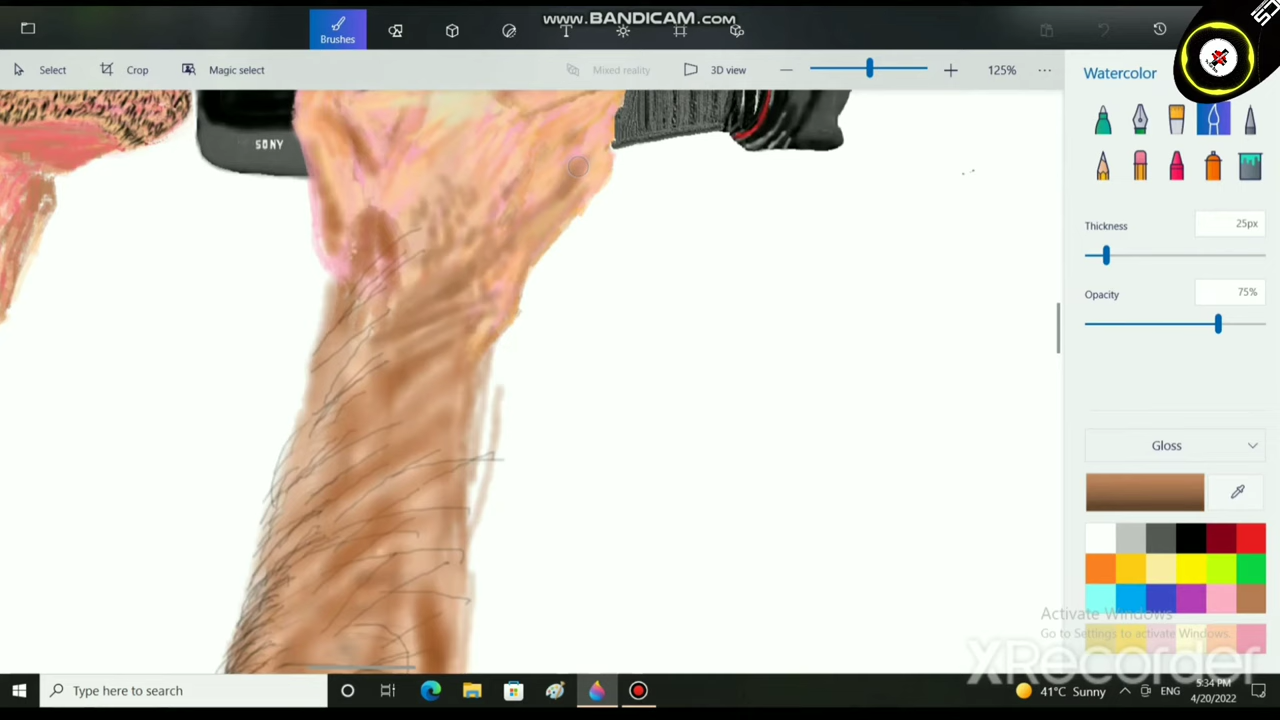 www.BANDICAM.com
Brushes
Select
Crop
Magic select
Mixed reality
3D view
125%
Watercolor
SONY
Thickness
25px
Opacity
75%
Gloss
Activate Windows
Go to Settings to activate Windows.
XRecorder
Type here to search
41°C Sunny
ENG
5:34 PM
4/20/2022